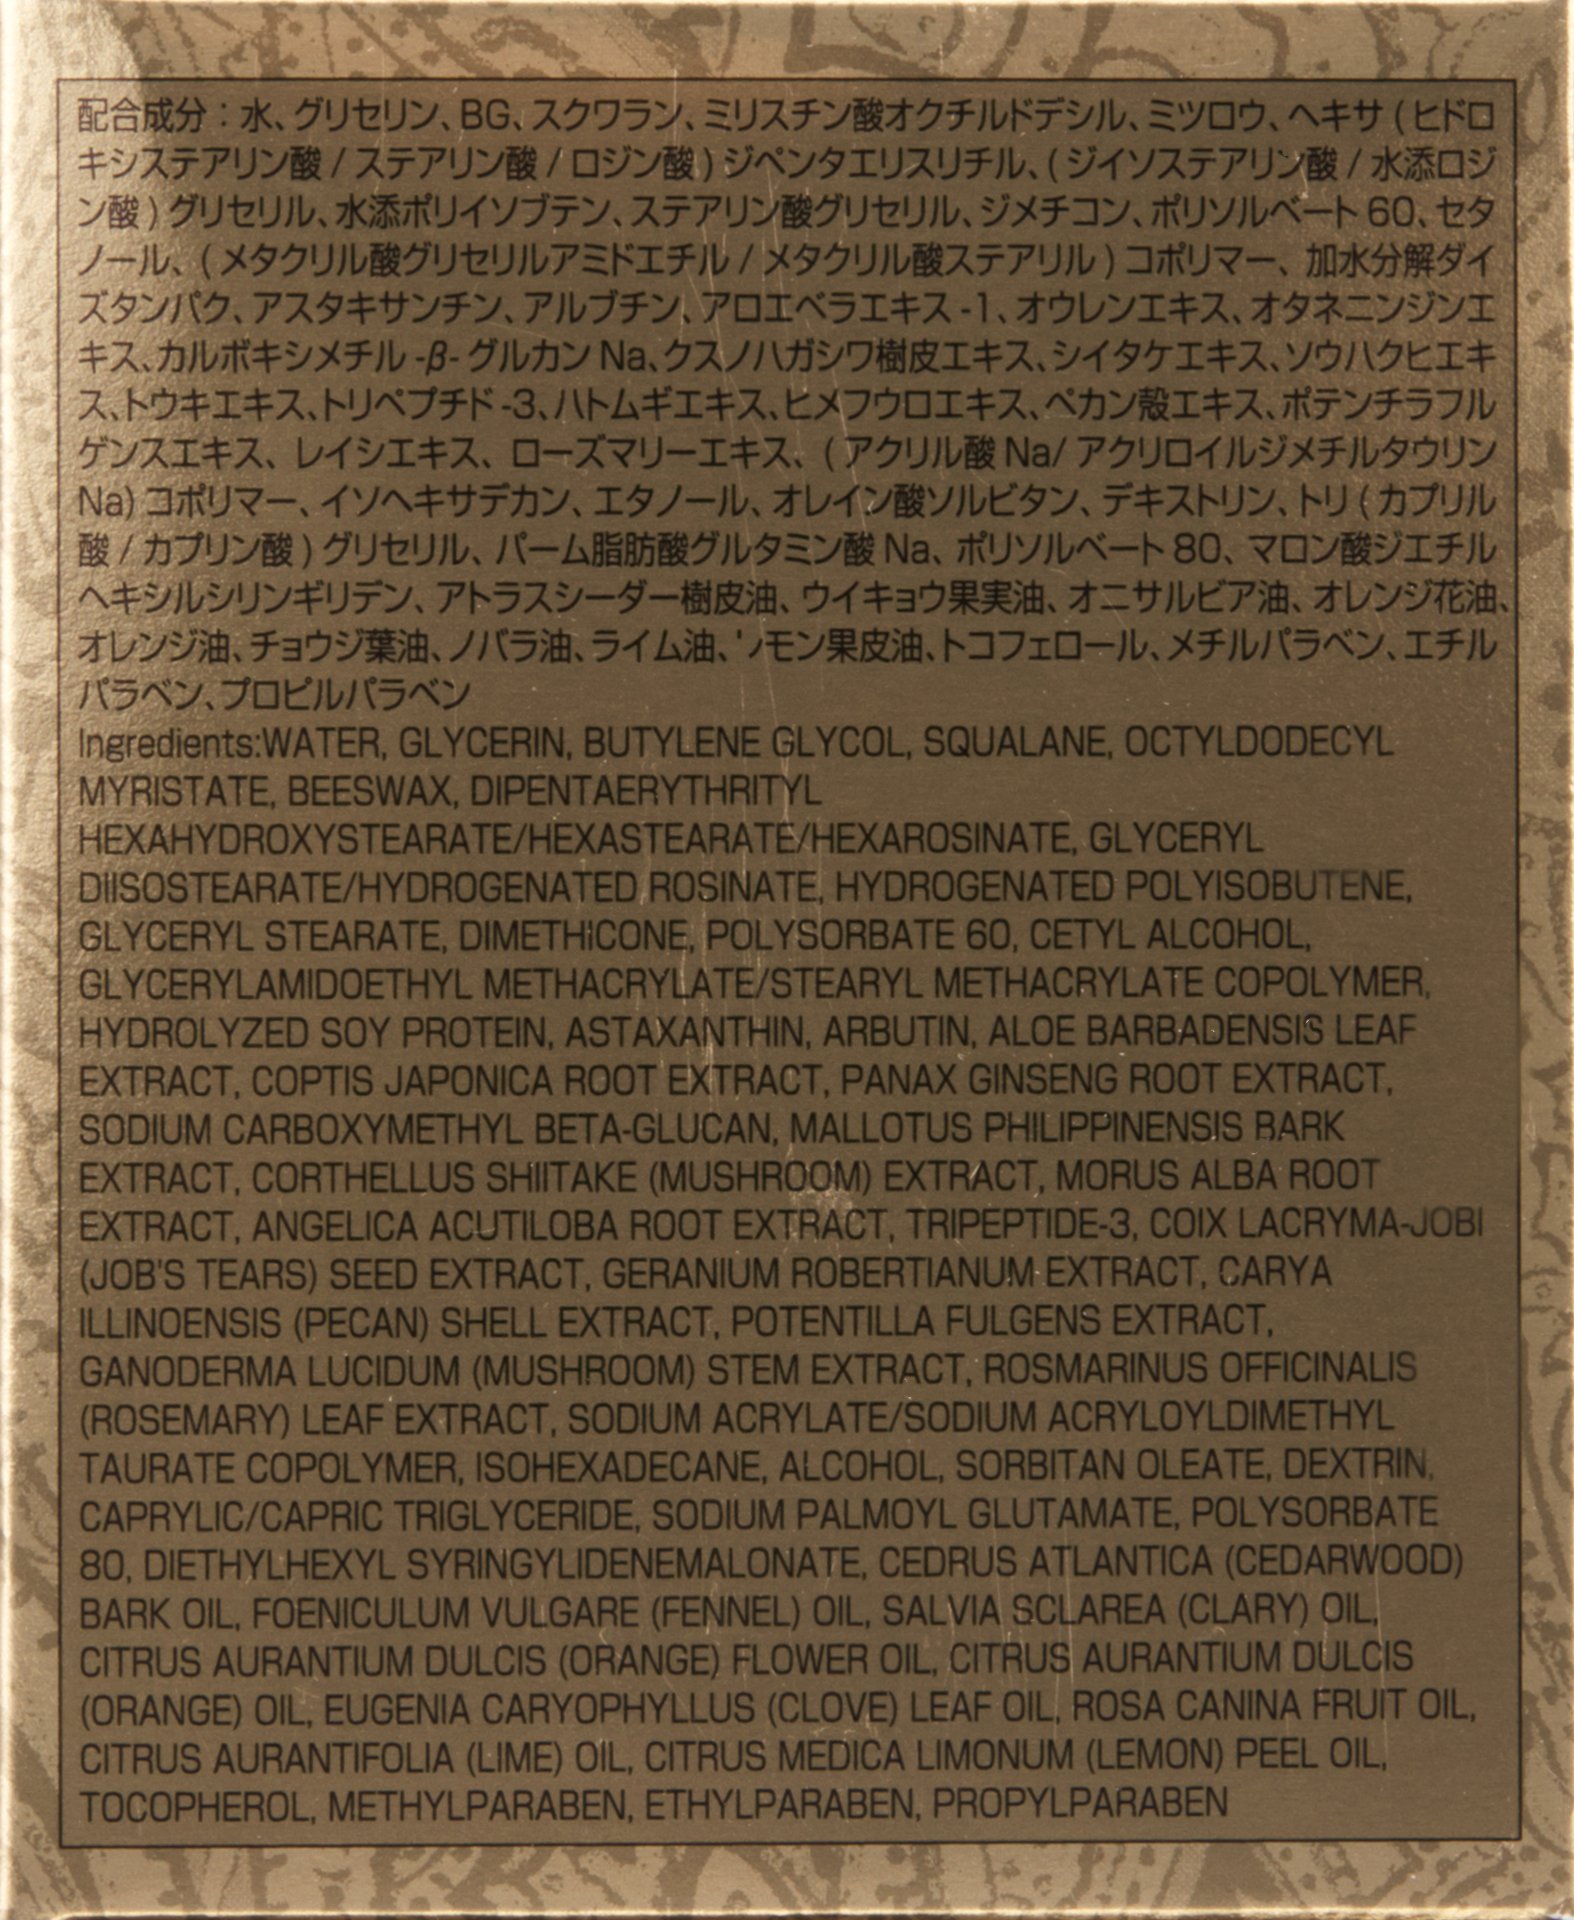 配合成分：水、グリセリン、BG、スクワラン、ミリスチン酸オクチルドデシル、ミツロウ、ヘキサ ( ヒドロ
キシステアリン酸 / ステアリン酸 / ロジン酸 ) ジペンタエリスリチル、( ジイソステアリン酸 / 水添ロジ
ン酸 ) グリセリル、水添ポリイソブテン、ステアリン酸グリセリル、ジメチコン、ポリソルベート 60、セタ
ノール、 ( メタクリル酸グリセリルアミドエチル / メタクリル酸ステアリル ) コポリマー、 加水分解ダイ
ズタンパク、アスタキサンチン、アルブチン、アロエベラエキス -1、オウレンエキス、オタネニンジンエ
キス、カルボキシメチル -β- グルカン Na、クスノハガシワ樹皮エキス、シイタケエキス、ソウハクヒエキ
ス、トウキエキス、トリペプチド -3、ハトムギエキス、ヒメフウロエキス、ペカン殻エキス、ポテンチラフル
ゲンスエキス、 レイシエキス、 ローズマリーエキス、 ( アクリル酸 Na/ アクリロイルジメチルタウリン
Na) コポリマー、イソヘキサデカン、エタノール、オレイン酸ソルビタン、デキストリン、トリ ( カプリル
酸 / カプリン酸 ) グリセリル、パーム脂肪酸グルタミン酸 Na、 ポリソルベート 80、 マロン酸ジエチル
ヘキシルシリンギリデン、アトラスシーダー樹皮油、ウイキョウ果実油、オニサルビア油、オレンジ花油、
オレンジ油、チョウジ葉油、ノバラ油、ライム油、レモン果皮油、トコフェロール、メチルパラベン、エチル
パラベン、プロピルパラベン
Ingredients:WATER, GLYCERIN, BUTYLENE GLYCOL, SQUALANE, OCTYLDODECYL
MYRISTATE, BEESWAX, DIPENTAERYTHRITYL
HEXAHYDROXYSTEARATE/HEXASTEARATE/HEXAROSINATE, GLYCERYL
DIISOSTEARATE/HYDROGENATED ROSINATE, HYDROGENATED POLYISOBUTENE,
GLYCERYL STEARATE, DIMETHICONE, POLYSORBATE 60, CETYL ALCOHOL,
GLYCERYLAMIDOETHYL METHACRYLATE/STEARYL METHACRYLATE COPOLYMER,
HYDROLYZED SOY PROTEIN, ASTAXANTHIN, ARBUTIN, ALOE BARBADENSIS LEAF
EXTRACT, COPTIS JAPONICA ROOT EXTRACT, PANAX GINSENG ROOT EXTRACT,
SODIUM CARBOXYMETHYL BETA-GLUCAN, MALLOTUS PHILIPPINENSIS BARK
EXTRACT, CORTHELLUS SHIITAKE (MUSHROOM) EXTRACT, MORUS ALBA ROOT
EXTRACT, ANGELICA ACUTILOBA ROOT EXTRACT, TRIPEPTIDE-3, COIX LACRYMA-JOBI
(JOB'S TEARS) SEED EXTRACT, GERANIUM ROBERTIANUM EXTRACT, CARYA
ILLINOENSIS (PECAN) SHELL EXTRACT, POTENTILLA FULGENS EXTRACT,
GANODERMA LUCIDUM (MUSHROOM) STEM EXTRACT, ROSMARINUS OFFICINALIS
(ROSEMARY) LEAF EXTRACT, SODIUM ACRYLATE/SODIUM ACRYLOYLDIMETHYL
TAURATE COPOLYMER, ISOHEXADECANE, ALCOHOL, SORBITAN OLEATE, DEXTRIN,
CAPRYLIC/CAPRIC TRIGLYCERIDE, SODIUM PALMOYL GLUTAMATE, POLYSORBATE
80, DIETHYLHEXYL SYRINGYLIDENEMALONATE, CEDRUS ATLANTICA (CEDARWOOD)
BARK OIL, FOENICULUM VULGARE (FENNEL) OIL, SALVIA SCLAREA (CLARY) OIL,
CITRUS AURANTIUM DULCIS (ORANGE) FLOWER OIL, CITRUS AURANTIUM DULCIS
(ORANGE) OIL, EUGENIA CARYOPHYLLUS (CLOVE) LEAF OIL, ROSA CANINA FRUIT OIL,
CITRUS AURANTIFOLIA (LIME) OIL, CITRUS MEDICA LIMONUM (LEMON) PEEL OIL,
TOCOPHEROL, METHYLPARABEN, ETHYLPARABEN, PROPYLPARABEN